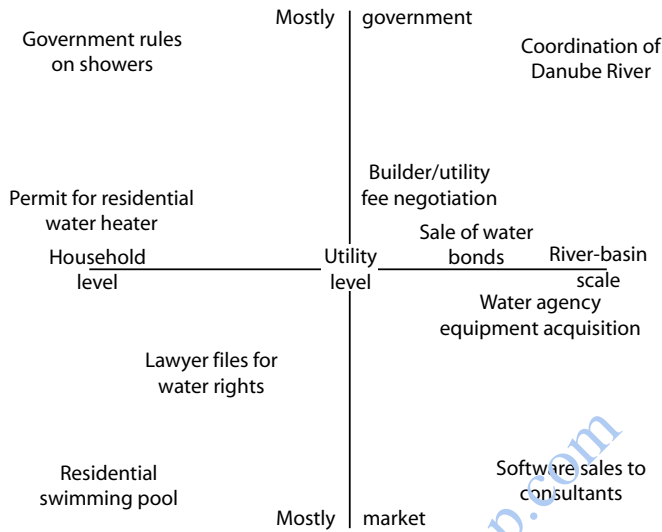 Mostly government
Government rules
on showers
Coordination of
Danube River
Builder/utility
fee negotiation
Permit for residential
water heater
Sale of water
bonds
Household
level
Utility
level
River-basin
scale
Water agency
equipment acquisition
Lawyer files for
water rights
Residential
swimming pool
Software sales to
consultants
Mostly market
p.com